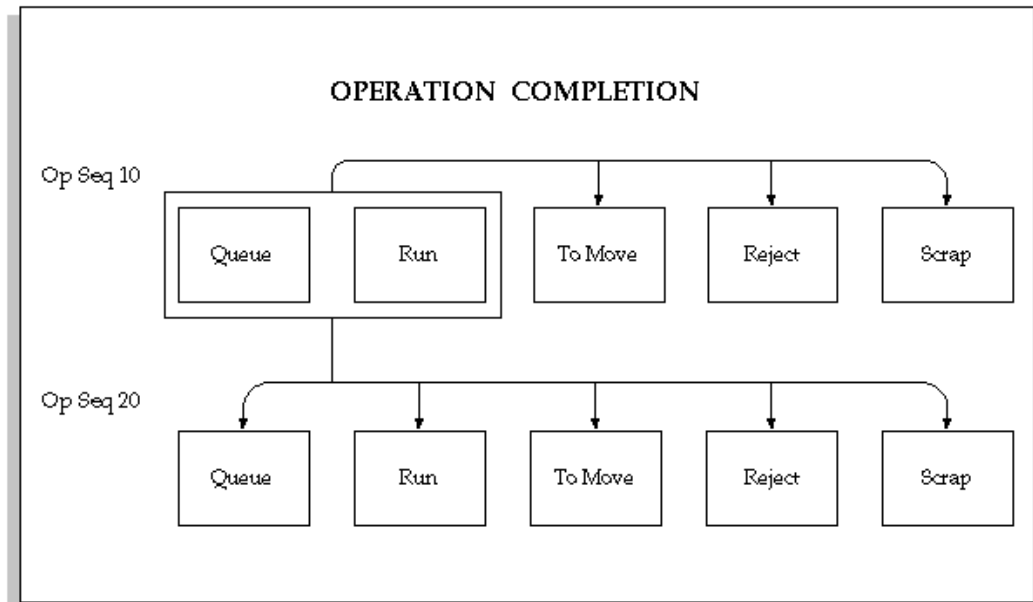 OPERATION COMPLETION
Op Seq 10
Queue
Run
To Move
Reject
Scrap
Op Seq 20
Queue
Run
To Move
Reject
Scrap